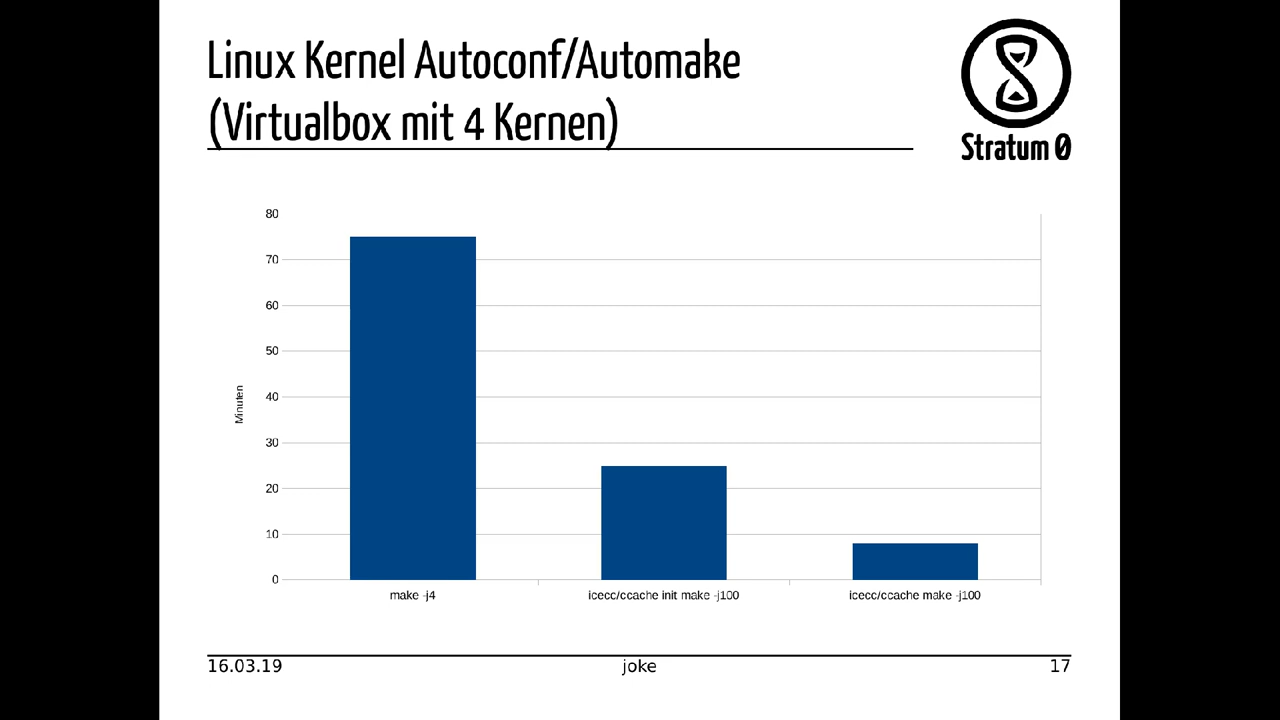 Linux Kernel Autoconf/Automake
(Virtualbox mit 4 Kernen)
Stratum 0
80
70
60
50
40
30
20
10
0
Minuten
make -j4
icecc/ccache init make -j100
icecc/ccache make -j100
16.03.19
joke
17